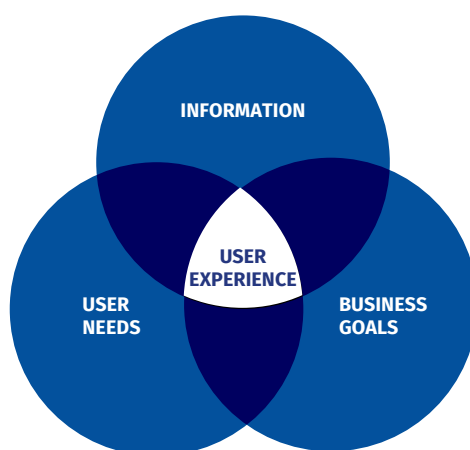 INFORMATION
USER
EXPERIENCE
USER
NEEDS
BUSINESS
GOALS